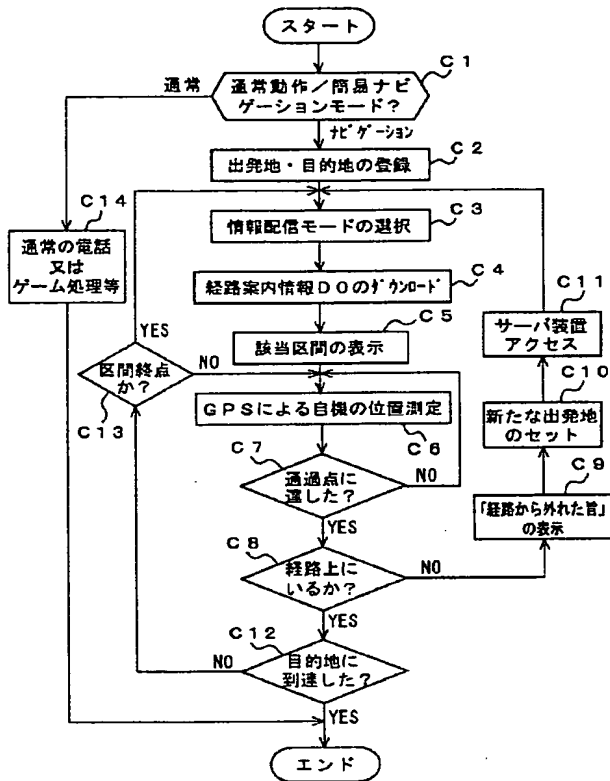 スタート
C1
通常
通常動作／簡易ナビ
ゲーションモード？
ナビゲーション
C2
出発地・目的地の登録
C14
通常の電話
又は
ゲーム処理等
C3
情報配信モードの選択
C4
経路案内情報D0のダウンロード
C5
該当区間の表示
C11
サーバ装置
アクセス
YES
区間終点
か？
NO
C13
GPSによる自機の位置測定
C6
C10
新たな出発地
のセット
C7
通過点に
達した？
NO
YES
C9
「経路から外れた旨」
の表示
C8
経路上に
いるか？
NO
YES
C12
目的地に
到達した？
NO
YES
エンド